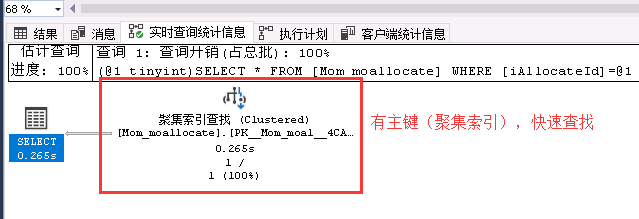 68 %
结果 消息 实时查询统计信息 执行计划 客户端统计信息
估计查询 查询 1: 查询开销(占总批): 100%
进度: 100% (@1 tinyint)SELECT * FROM [Mom_moallocate] WHERE [iAllocateId]=@1
聚集索引查找 (Clustered)
[Mom_moallocate].[PK__Mom_moal__4CA…
有主键（聚集索引），快速查找
SELECT
0.265s
0.265s
1 /
1 (100%)